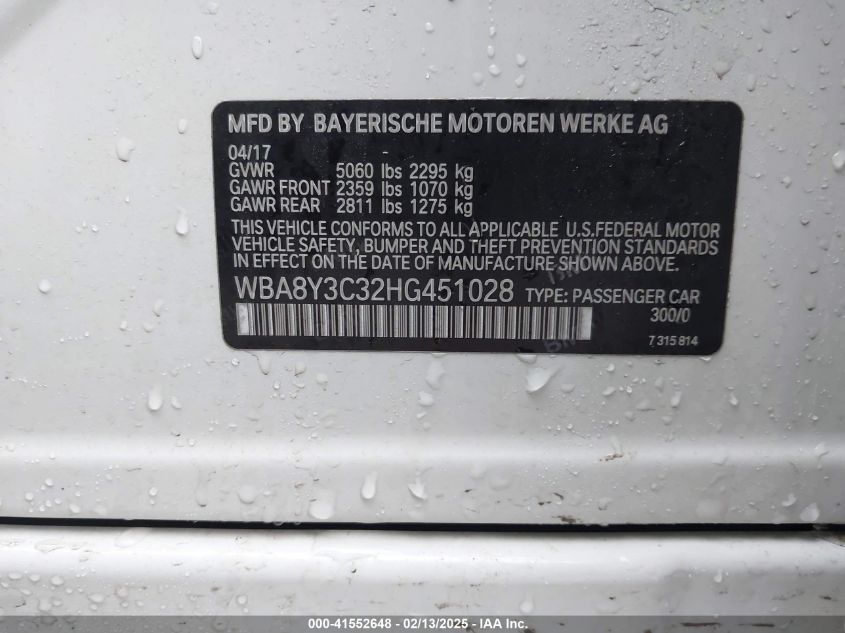 MFD BY BAYERISCHE MOTOREN WERKE AG
04/17
GVWR 5060 lbs 2295 kg
GAWR FRONT 2359 lbs 1070 kg
GAWR REAR 2811 lbs 1275 kg
THIS VEHICLE CONFORMS TO ALL APPLICABLE U.S.FEDERAL MOTOR
VEHICLE SAFETY, BUMPER AND THEFT PREVENTION STANDARDS
IN EFFECT ON THE DATE OF MANUFACTURE SHOWN ABOVE.
WBA8Y3C32HG451028 TYPE: PASSENGER CAR
300/0
7 315 814
000-41552648 - 02/13/2025 - IAA Inc.